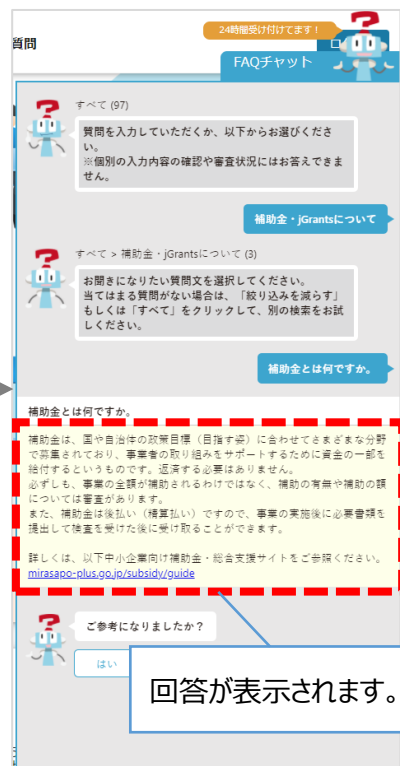 質問
24時間受け付けてます！
FAQチャット
すべて (97)
質問を入力していただくか、以下からお選びくださ
い。
※個別の入力内容の確認や審査状況にはお答えできま
せん。
補助金・jGrantsについて
すべて > 補助金・jGrantsについて (3)
お聞きになりたい質問文を選択してください。
当てはまる質問がない場合は、「絞り込みを減らす」
もしくは「すべて」をクリックして、別の検索をお試
しください。
補助金とは何ですか。
補助金とは何ですか。
補助金は、国や自治体の政策目標（目指す姿）に合わせてさまざまな分野
で募集されており、事業者の取り組みをサポートするために資金の一部を
給付するというものです。返済する必要はありません。
必ずしも、事業の全額が補助されるわけではなく、補助の有無や補助の額
については審査があります。
また、補助金は後払い（精算払い）ですので、事業の実施後に必要書類を
提出して検査を受けた後に受け取ることができます。
詳しくは、以下中小企業向け補助金・総合支援サイトをご参照ください。
mirasapo-plus.go.jp/subsidy/guide
ご参考になりましたか？
はい
回答が表示されます。